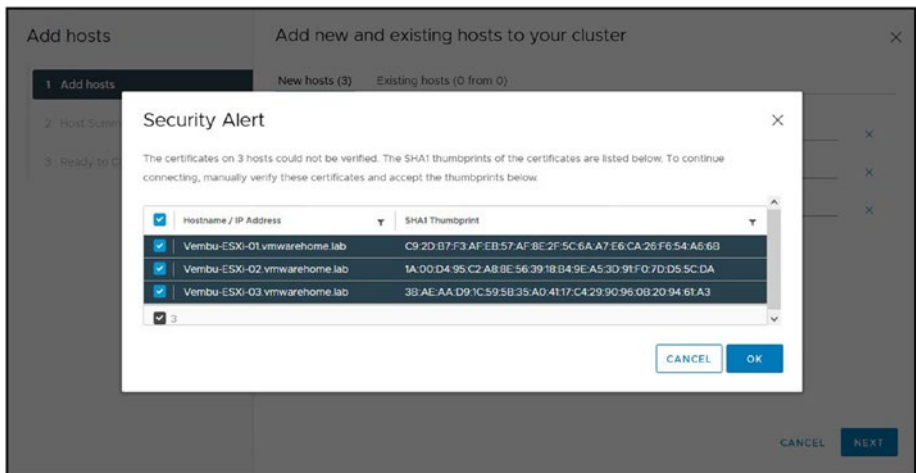 Add hosts
Add new and existing hosts to your cluster
1 Add hosts
New hosts (3) Existing hosts (0 from 0)
2 Host Summ
3 Ready to C
Security Alert
The certificates on 3 hosts could not be verified. The SHA1 thumbprints of the certificates are listed below. To continue
connecting, manually verify these certificates and accept the thumbprints below.
Hostname / IP Address SHA1 Thumbprint
Vembu-ESXi-01.vmwarehome.lab C9:2D:B7:F3:AF:EB:57:AF:8E:2F:5C:6A:A7:E6:CA:26:F6:54:A6:6B
Vembu-ESXi-02.vmwarehome.lab 1A:00:D4:95:C2:A8:8E:56:39:18:B4:9E:A5:3D:91:F0:7D:D5:5C:DA
Vembu-ESXi-03.vmwarehome.lab 3B:AE:AA:D9:1C:59:5B:35:A0:41:17:C4:29:90:96:0B:20:94:61:A3
3
CANCEL OK
CANCEL NEXT